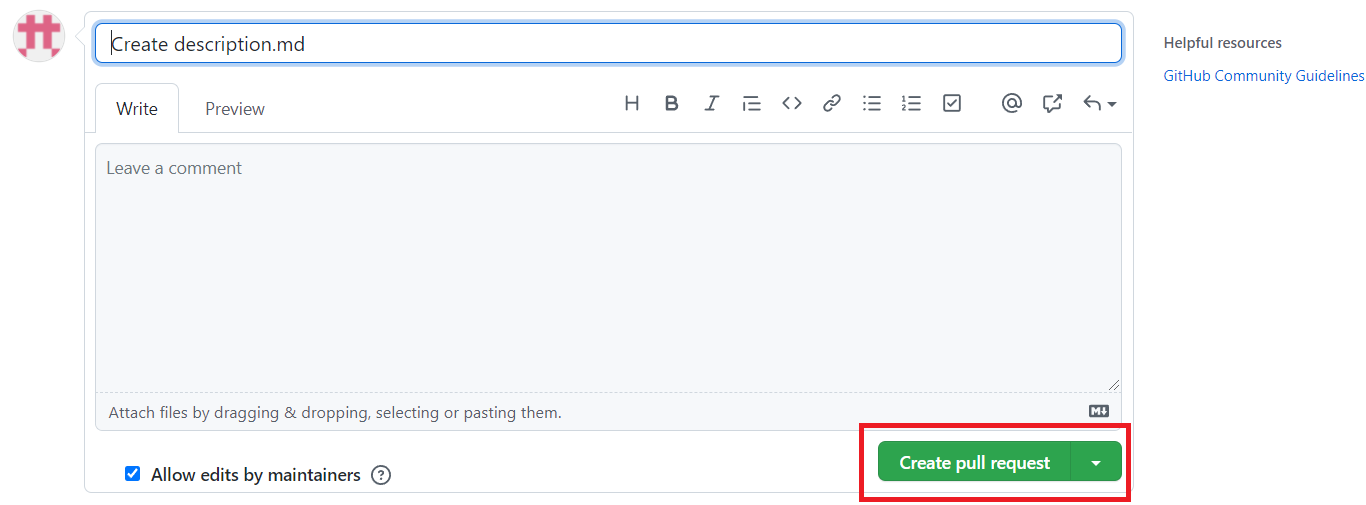 Create description.md
Helpful resources
GitHub Community Guidelines
Write
Preview
H B I @
Leave a comment
Attach files by dragging & dropping, selecting or pasting them.
M
Allow edits by maintainers ?
Create pull request